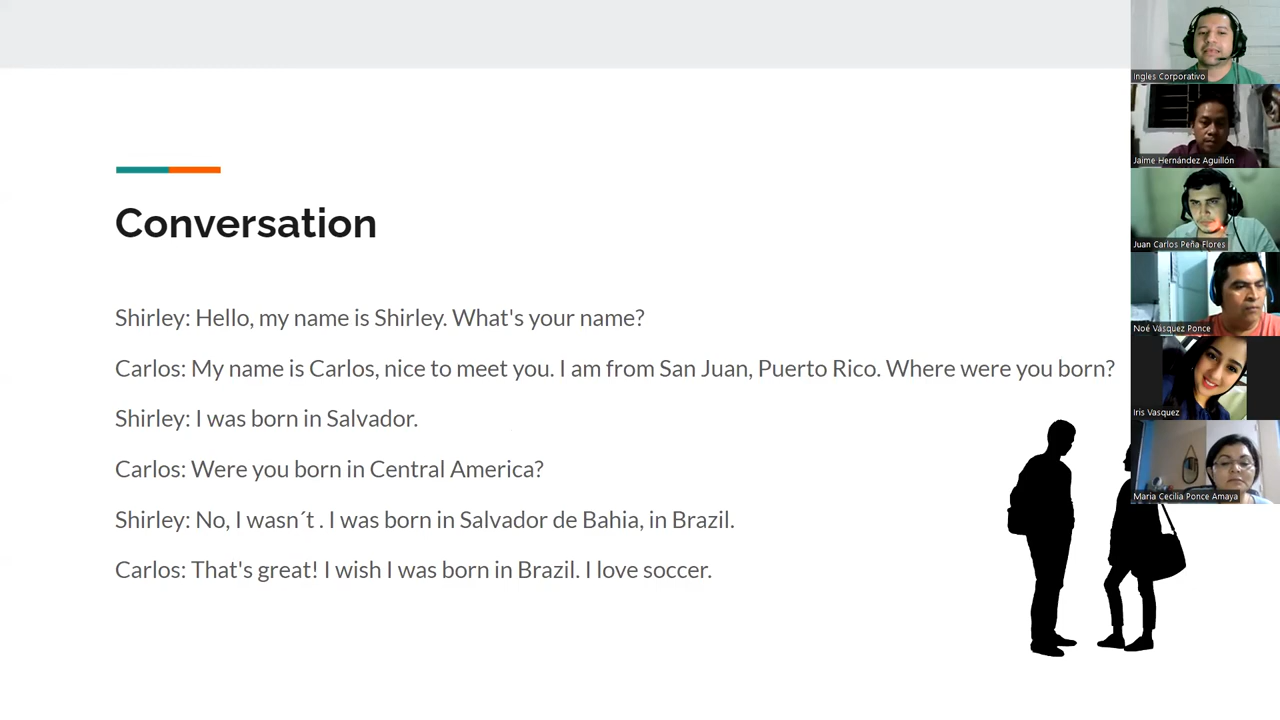 Conversation
Shirley: Hello, my name is Shirley. What's your name?
Carlos: My name is Carlos, nice to meet you. I am from San Juan, Puerto Rico. Where were you born?
Shirley: I was born in Salvador.
Carlos: Were you born in Central America?
Shirley: No, I wasn´t . I was born in Salvador de Bahia, in Brazil.
Carlos: That's great! I wish I was born in Brazil. I love soccer.
Ingles Corporativo
Jaime Hernández Aguillón
Juan Carlos Peña Flores
Noé Vásquez Ponce
Iris Vasquez
Maria Cecilia Ponce Amaya